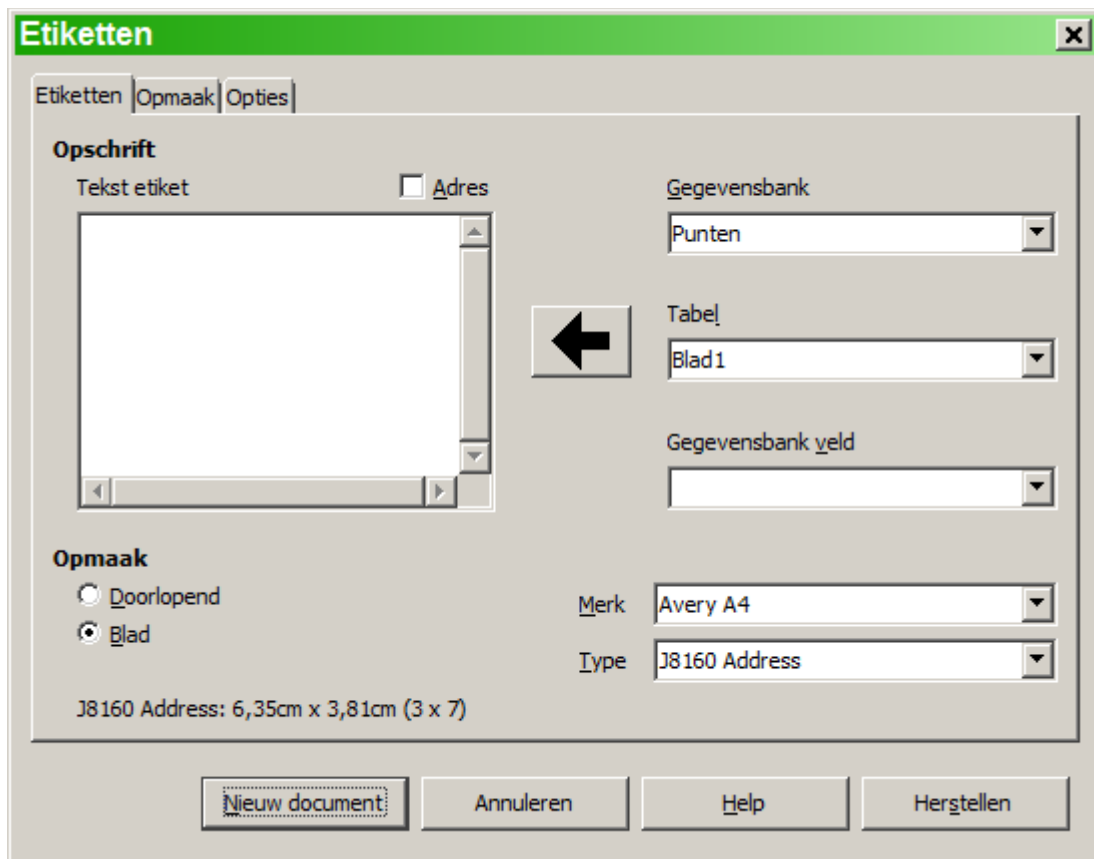 Etiketten
Etiketten Opmaak Opties
Opschrift
Tekst etiket Adres Gegevensbank
Punten
Tabel
Blad1
Gegevensbank veld
Opmaak
Doorlopend Merk Avery A4
Blad Type J8160 Address
J8160 Address: 6,35cm x 3,81cm (3 x 7)
Nieuw document Annuleren Help Herstellen